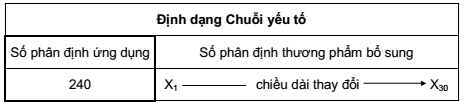 Định dạng Chuỗi yếu tố
Số phân định ứng dụng Số phân định thương phẩm bổ sung
240 X₁ chiều dài thay đổi X₃₀